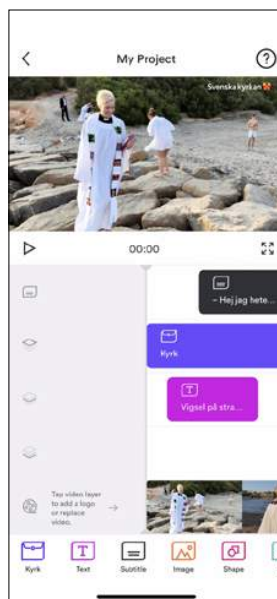 My Project
Svenska kyrkan
00:00
– Hej jag hete...
Kyrk
Vigsel på stra...
Tap video layer
to add a logo
or replace
video.
Kyrk
Text
Subtitle
Image
Shape